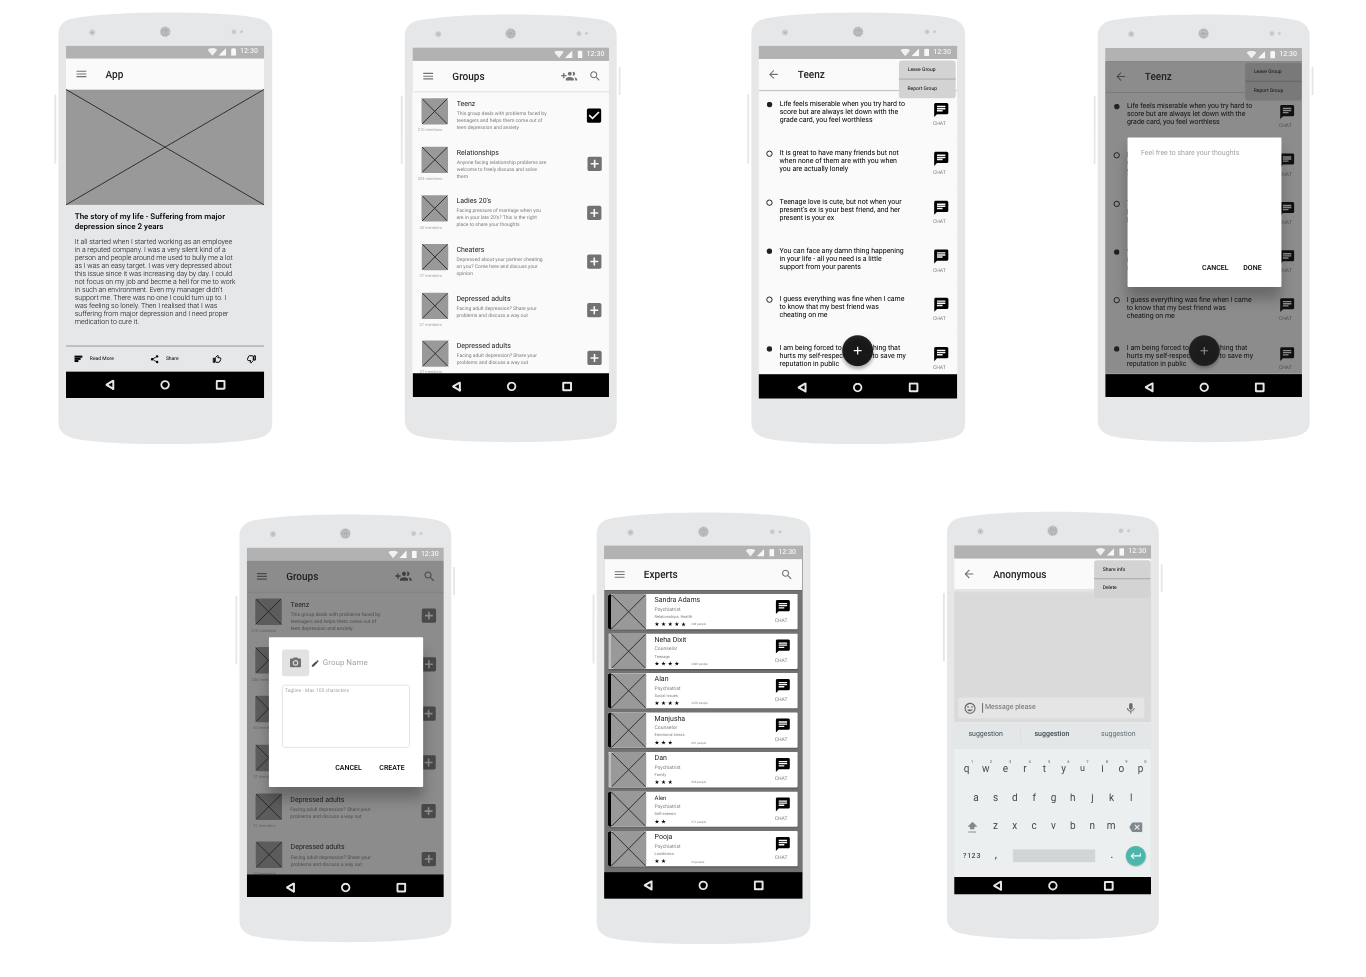 12:30
App
The story of my life - Suffering from major
depression since 2 years
It all started when I started working as an employee
in a reputed company. I was a very silent kind of a
person and people around me used to bully me a lot
as I was an easy target. I was very depressed about
this issue since it was increasing day by day. I could
not focus on my job and becme a hell for me to work
in such an environment. Even my manager didn't
support me. There was no one I could turn up to. I
was feeling so lonely. Then I realised that I was
suffering from major depression and I need proper
medication to cure it.
Read More
Share
12:30
Groups
Teenz
This group deals with problems faced by
teenagers and helps them come out of
teen depression and anxiety
Relationships
Anyone facing relationship problems are
welcome to freely discuss and solve
them
Ladies 20's
Facing pressure of marriage when you
are in your late 20's? This is the right
place to share your thoughts
Cheaters
Depressed about your partner cheating
on you? Come here and discuss your
opinion
Depressed adults
Facing adult depression? Share your
problems and discuss a way out
Depressed adults
Facing adult depression? Share your
problems and discuss a way out
12:30
Teenz
Leave Group
Report Group
Life feels miserable when you try hard to
score but are always let down with the
grade card, you feel worthless
CHAT
It is great to have many friends but not
when none of them are with you when
you are actually lonely
CHAT
Teenage love is cute, but not when your
present's ex is your best friend, and her
present is your ex
CHAT
You can face any damn thing happening
in your life - all you need is a little
support from your parents
CHAT
I guess everything was fine when I came
to know that my best friend was
cheating on me
CHAT
I am being forced to thing that
hurts my self-respec to save my
reputation in public
CHAT
12:30
Teenz
Leave Group
Report Group
Life feels miserable when you try hard to
score but are always let down with the
grade card, you feel worthless
CHAT
Feel free to share your thoughts
CANCEL DONE
CHAT
CHAT
CHAT
I guess everything was fine when I came
to know that my best friend was
cheating on me
CHAT
I am being forced to thing that
hurts my self-respec to save my
reputation in public
CHAT
12:30
Groups
Teenz
This group deals with problems faced by
teenagers and helps them come out of
teen depression and anxiety
Group Name
Tagline - Max 100 characters
CANCEL CREATE
Depressed adults
Facing adult depression? Share your
problems and discuss a way out
Depressed adults
Facing adult depression? Share your
problems and discuss a way out
12:30
Experts
Sandra Adams
Psychiatrist
Relationships, Health
CHAT
Neha Dixit
Counselor
Teenage
CHAT
Alan
Psychiatrist
Social issues
CHAT
Manjusha
Counselor
Emotional stress
CHAT
Dan
Psychiatrist
Family
CHAT
Alen
Psychiatrist
Self-esteem
CHAT
Pooja
Psychiatrist
Loneliness
CHAT
12:30
Anonymous
Share info
Delete
Message please
suggestion suggestion suggestion
1 2 3 4 5 6 7 8 9 0
q w e r t y u i o p
a s d f g h j k l
z x c v b n m
?123 , .